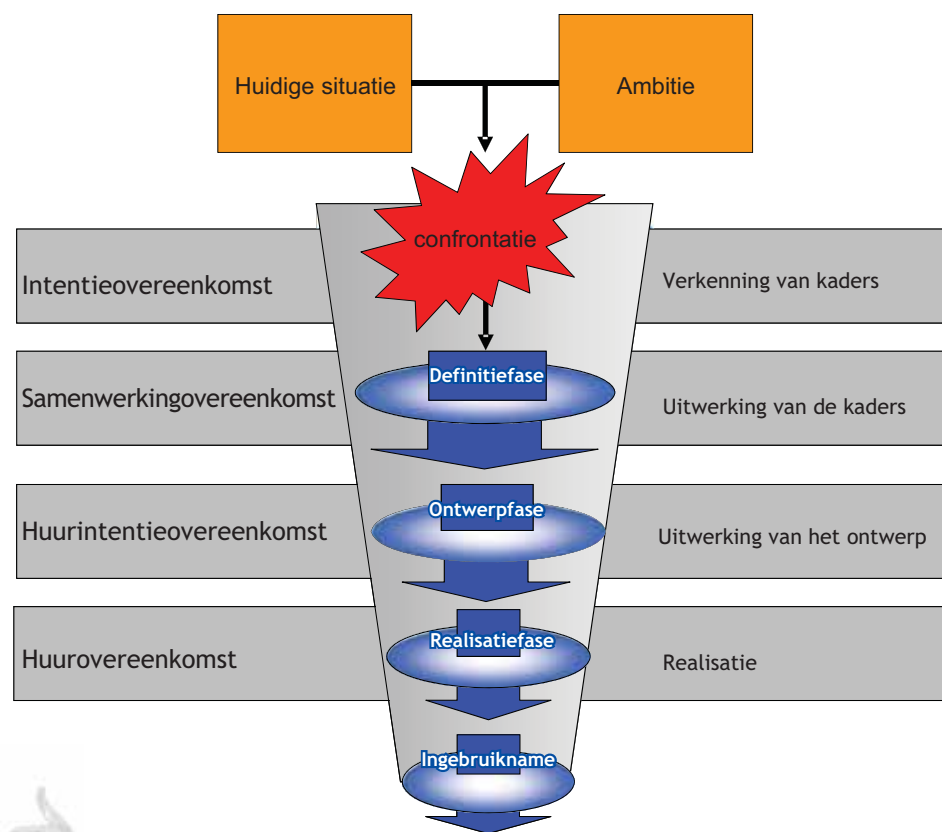 Huidige situatie
Ambitie
confrontatie
Intentieovereenkomst
Verkenning van kaders
Definitiefase
Samenwerkingovereenkomst
Uitwerking van de kaders
Ontwerpfase
Huurintentieovereenkomst
Uitwerking van het ontwerp
Realisatiefase
Huurovereenkomst
Realisatie
Ingebruikname